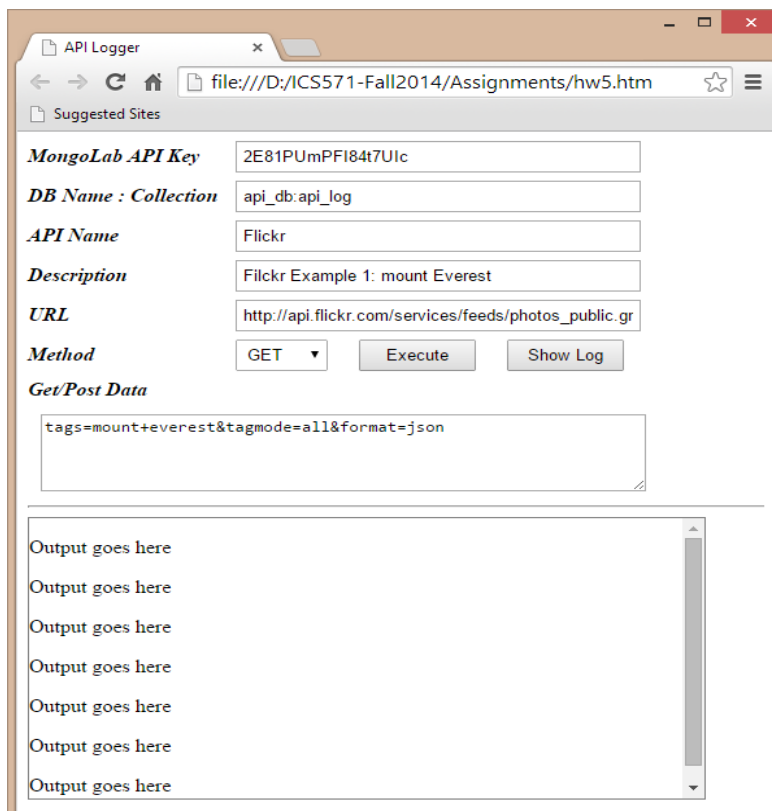 API Logger
file:///D:/ICS571-Fall2014/Assignments/hw5.htm
Suggested Sites
MongoLab API Key 2E81PUmPFI84t7UIc
DB Name : Collection api_db:api_log
API Name Flickr
Description Filckr Example 1: mount Everest
URL http://api.flickr.com/services/feeds/photos_public.gr
Method GET Execute Show Log
Get/Post Data
tags=mount+everest&tagmode=all&format=json
Output goes here
Output goes here
Output goes here
Output goes here
Output goes here
Output goes here
Output goes here